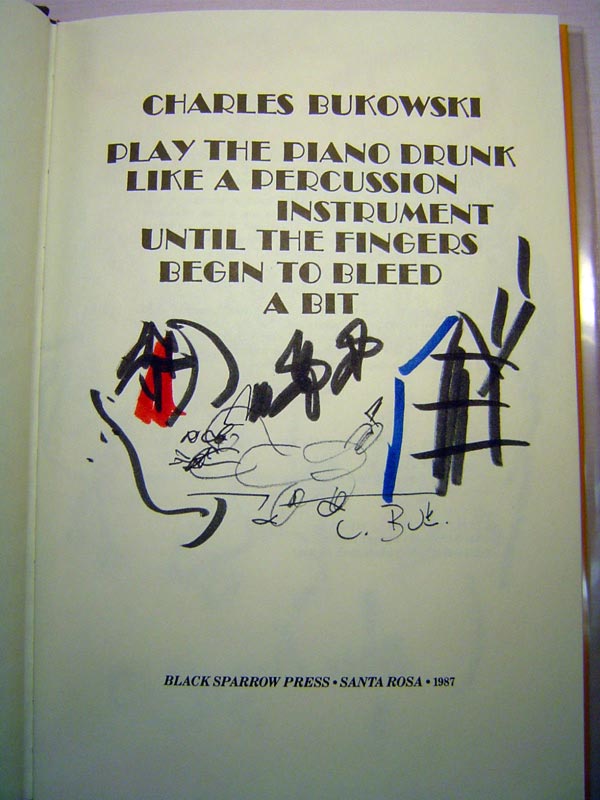 CHARLES BUKOWSKI
PLAY THE PIANO DRUNK
LIKE A PERCUSSION
INSTRUMENT
UNTIL THE FINGERS
BEGIN TO BLEED
A BIT
C. Buk.
BLACK SPARROW PRESS • SANTA ROSA • 1987